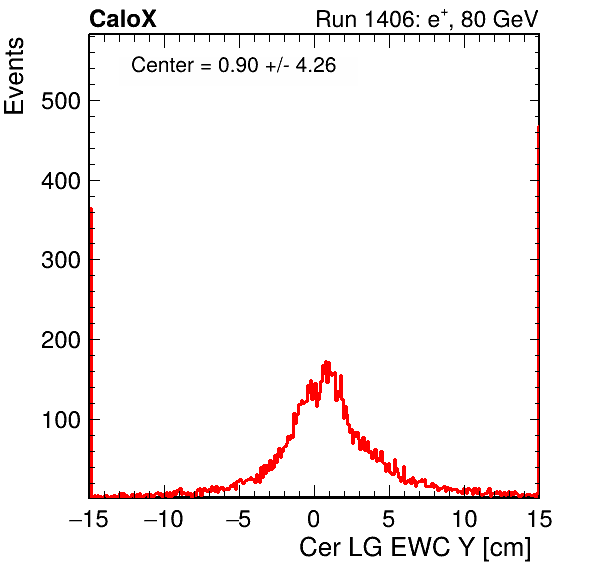 CaloX Run 1406: e⁺, 80 GeV
Center = 0.90 +/- 4.26
Events
500
400
300
200
100
−15 −10 −5 0 5 10 15
Cer LG EWC Y [cm]